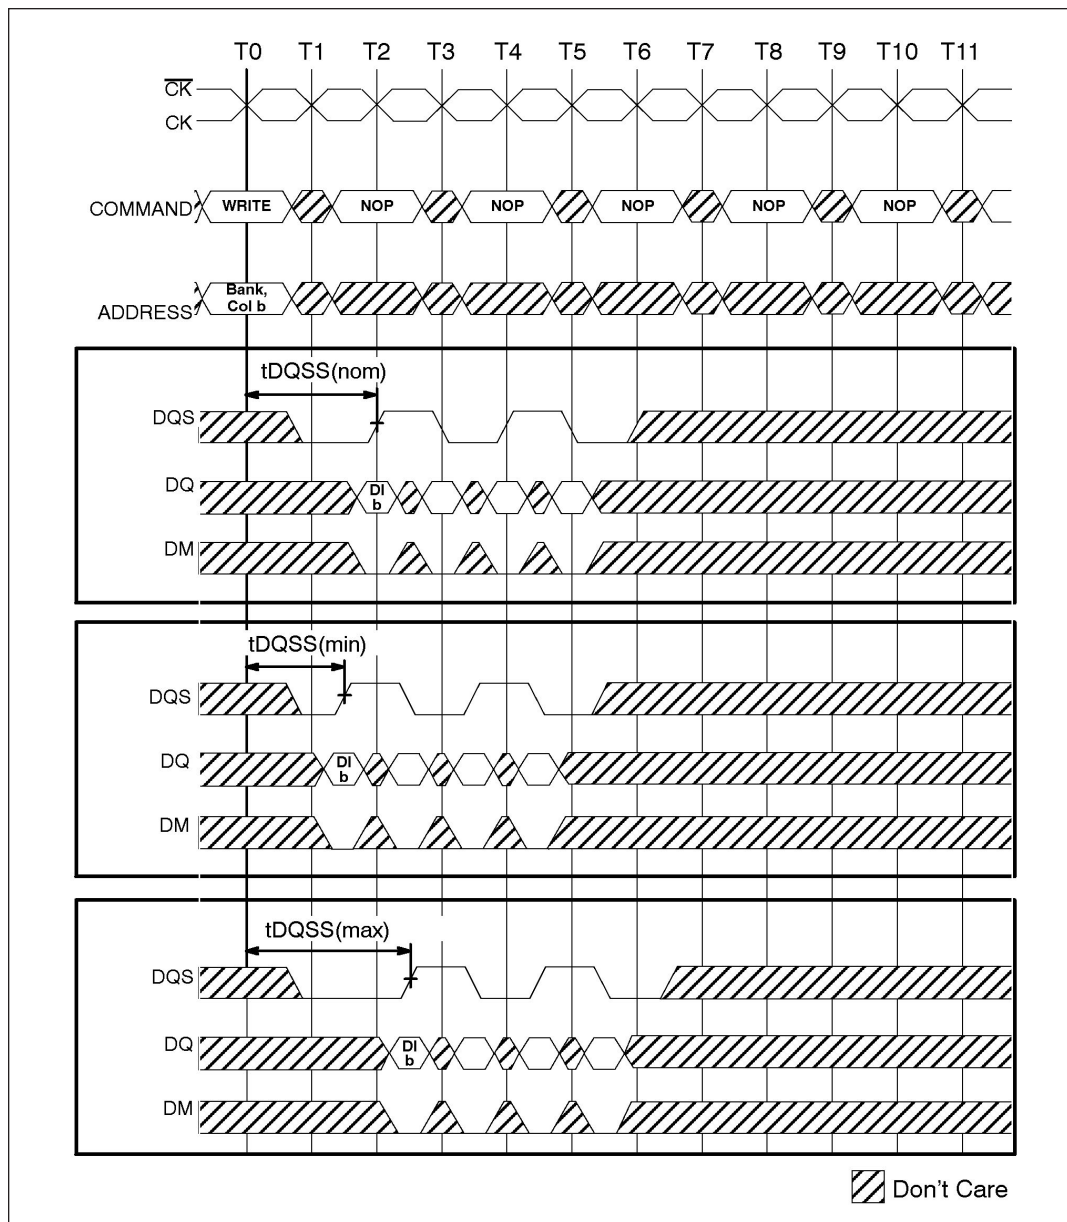 T0 T1 T2 T3 T4 T5 T6 T7 T8 T9 T10 T11
CK
CK
COMMAND WRITE NOP NOP NOP NOP NOP
ADDRESS Bank, Col b
tDQSS(nom)
DQS
DQ DI b
DM
tDQSS(min)
DQS
DQ DI b
DM
tDQSS(max)
DQS
DQ DI b
DM
Don't Care